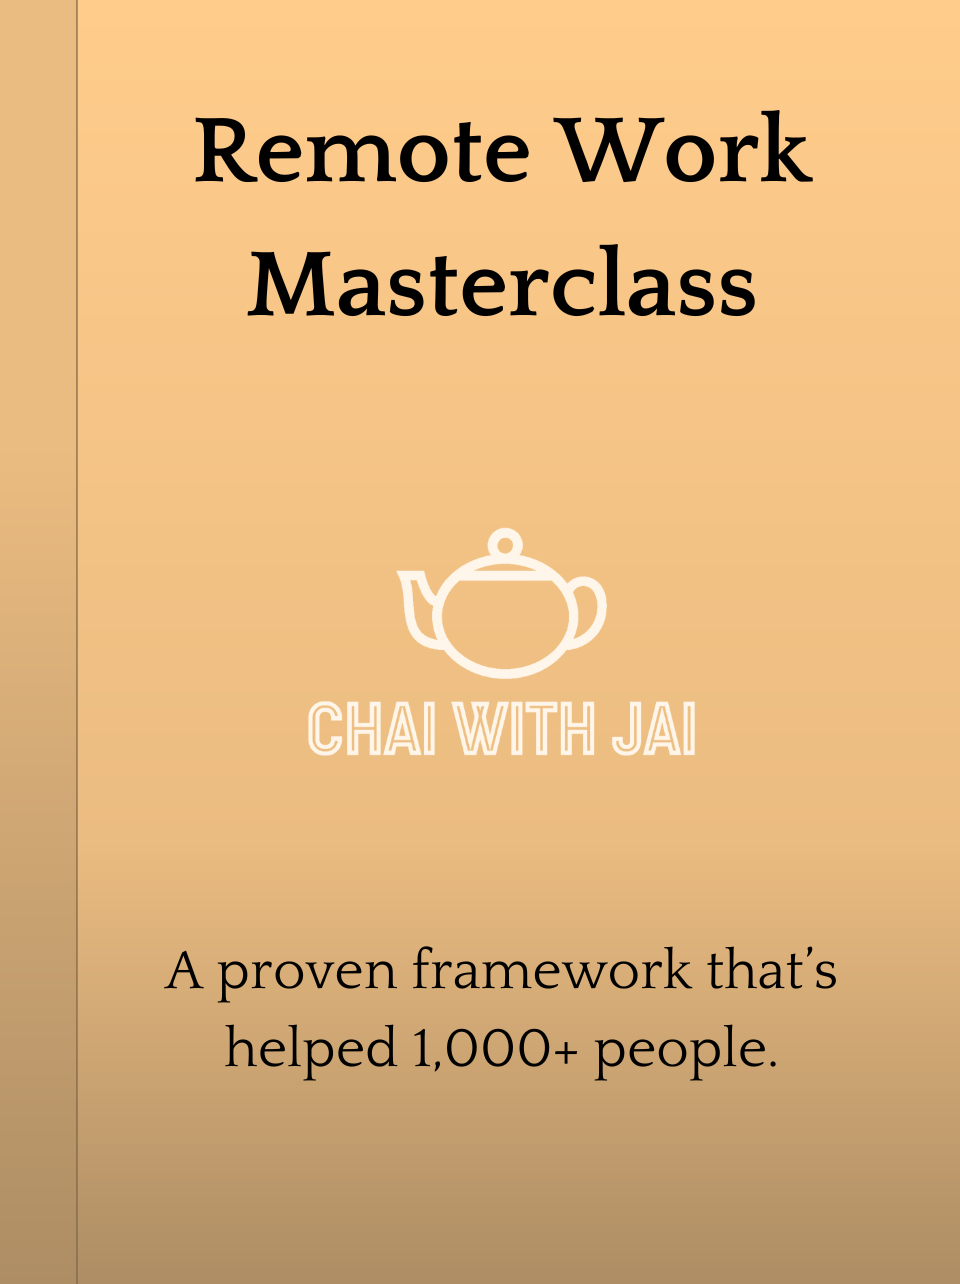 Remote Work
Masterclass
CHAI WITH JAI
A proven framework that’s
helped 1,000+ people.